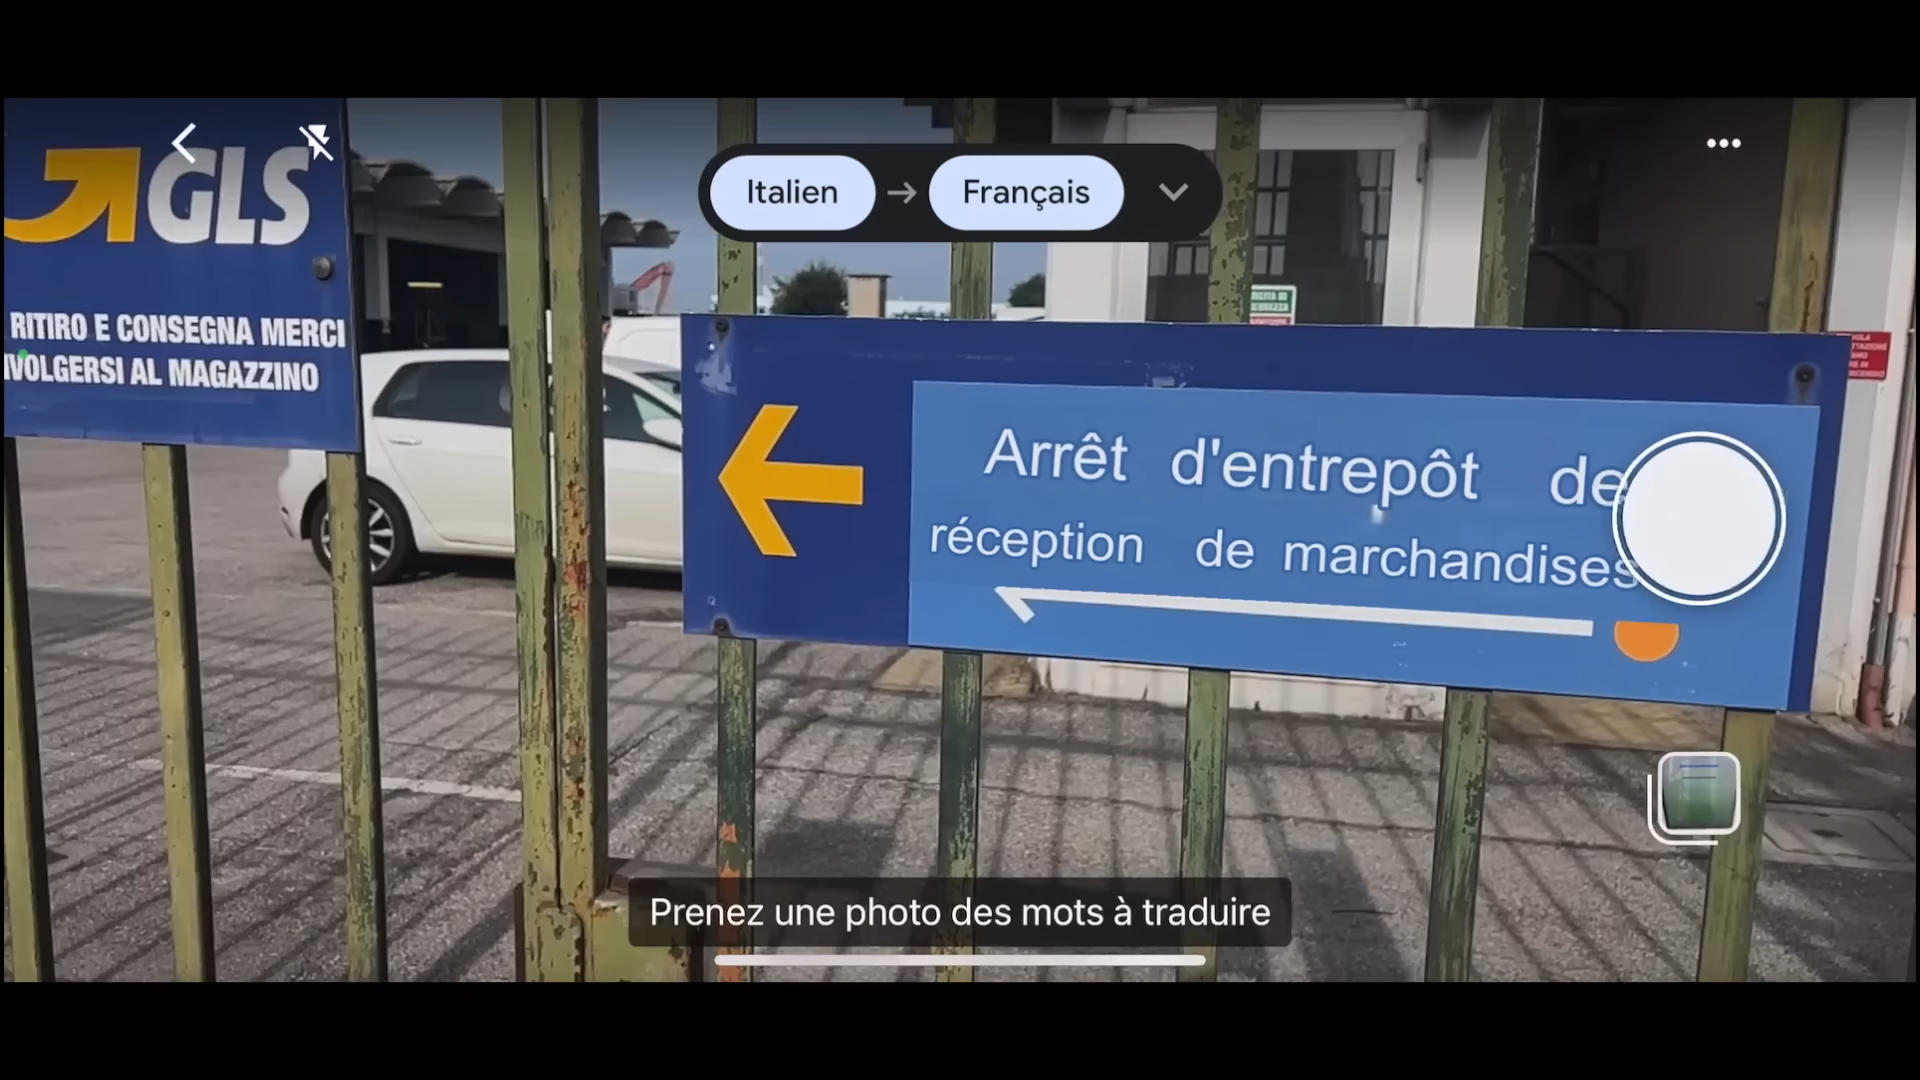 GLS
RITIRO E CONSEGNA MERCI
IVOLGERSI AL MAGAZZINO
Italien → Français
Arrêt d'entrepôt de
réception de marchandises
Prenez une photo des mots à traduire